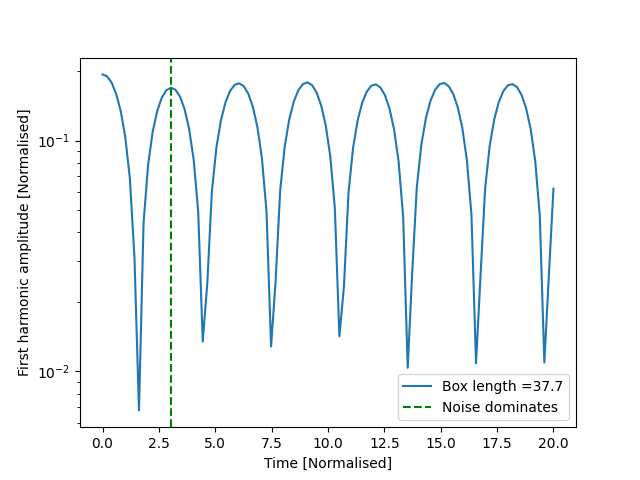 First harmonic amplitude [Normalised]
10⁻¹
10⁻²
0.0 2.5 5.0 7.5 10.0 12.5 15.0 17.5 20.0
Time [Normalised]
Box length =37.7
Noise dominates